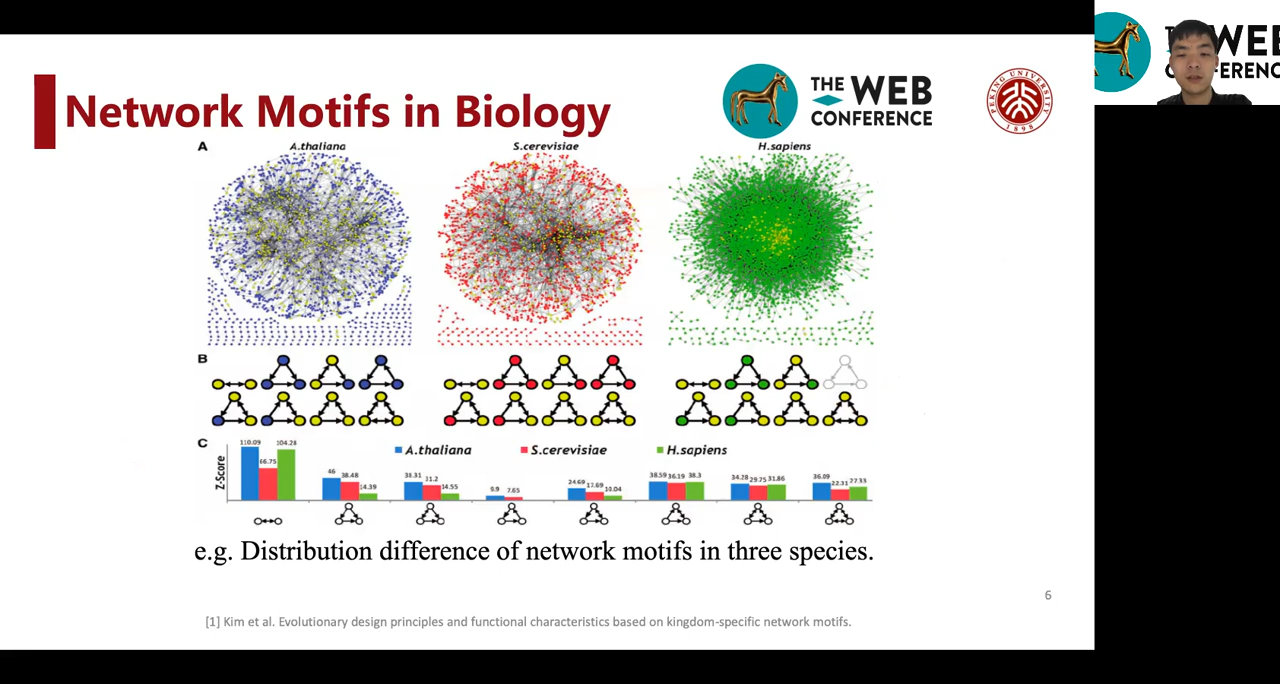 Network Motifs in Biology
THE WEB
CONFERENCE
PEKING UNIVERSITY
1898
A
A.thaliana
S.cerevisiae
H.sapiens
B
C
A.thaliana
S.cerevisiae
H.sapiens
Z-Score
110.09
66.75
104.28
46
38.48
14.39
38.31
31.2
14.55
9.9
7.65
24.69
17.69
10.04
38.59
36.19
38.3
34.28
29.75
31.86
36.09
22.31
27.33
e.g. Distribution difference of network motifs in three species.
6
[1] Kim et al. Evolutionary design principles and functional characteristics based on kingdom-specific network motifs.